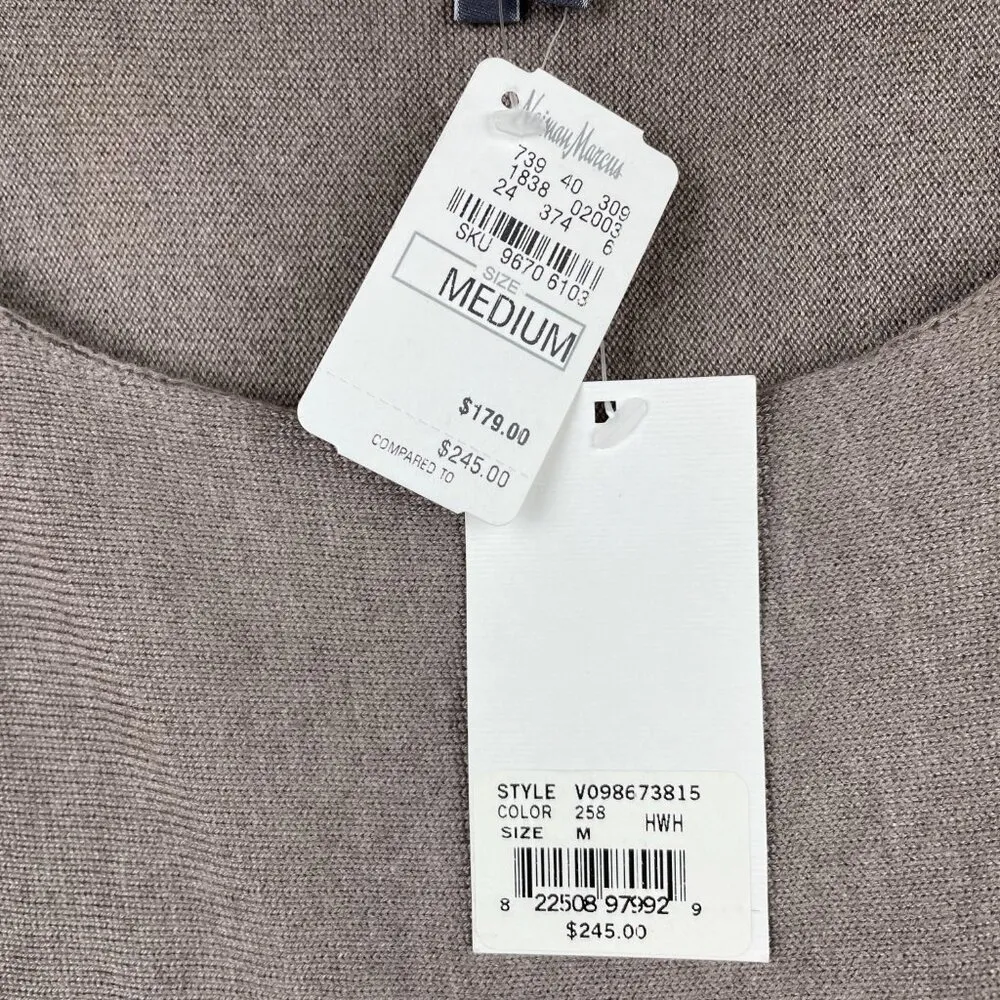 Neiman Marcus
739 40 309
1838 02003
24 374 6
SKU 9670 6103
SIZE
MEDIUM
$179.00
$245.00
COMPARED TO
STYLE V098673815
COLOR 258
SIZE M HWH
8 22508 97992 9
$245.00